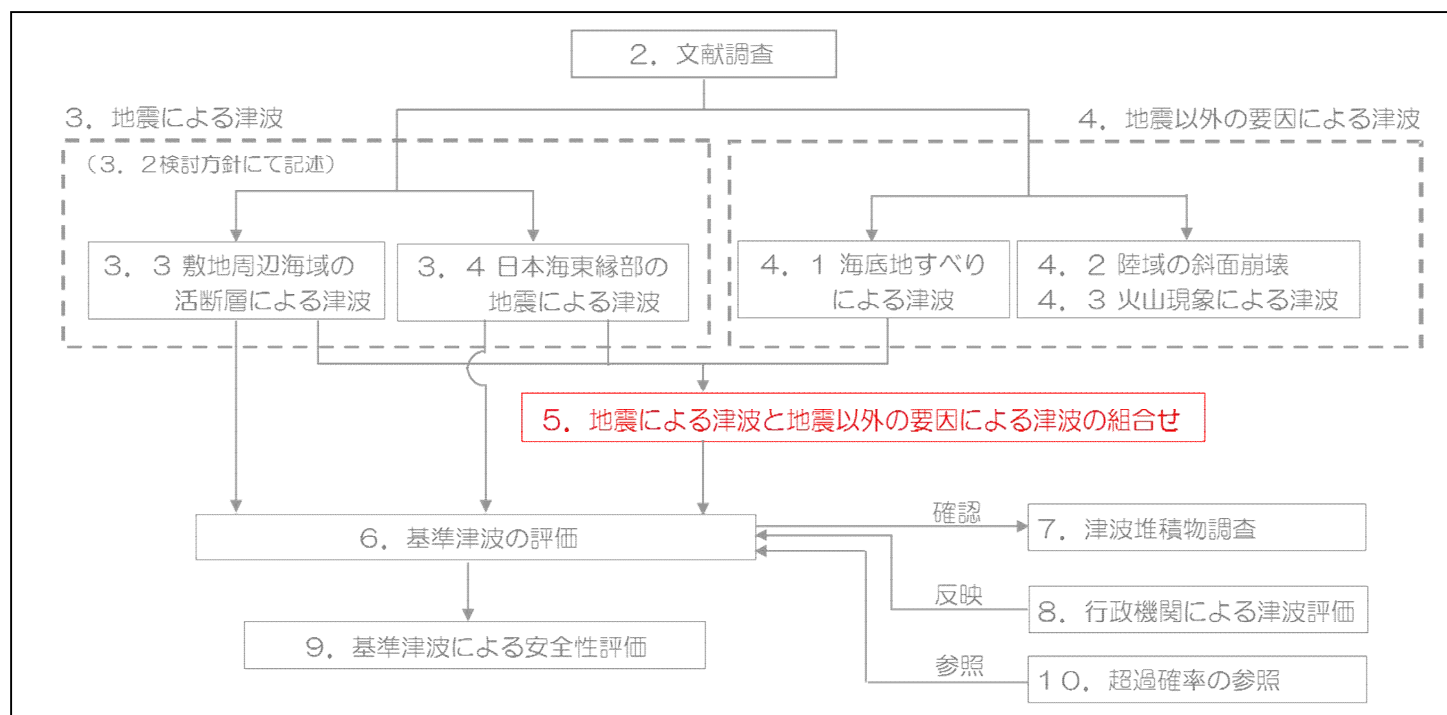 ２．文献調査
３．地震による津波
４．地震以外の要因による津波
（３．２検討方針にて記述）
３．３ 敷地周辺海域の
活断層による津波
３．４ 日本海東縁部の
地震による津波
４．１ 海底地すべり
による津波
４．２ 陸域の斜面崩壊
４．３ 火山現象による津波
５．地震による津波と地震以外の要因による津波の組合せ
６．基準津波の評価
確認
７．津波堆積物調査
反映
８．行政機関による津波評価
９．基準津波による安全性評価
参照
１０．超過確率の参照